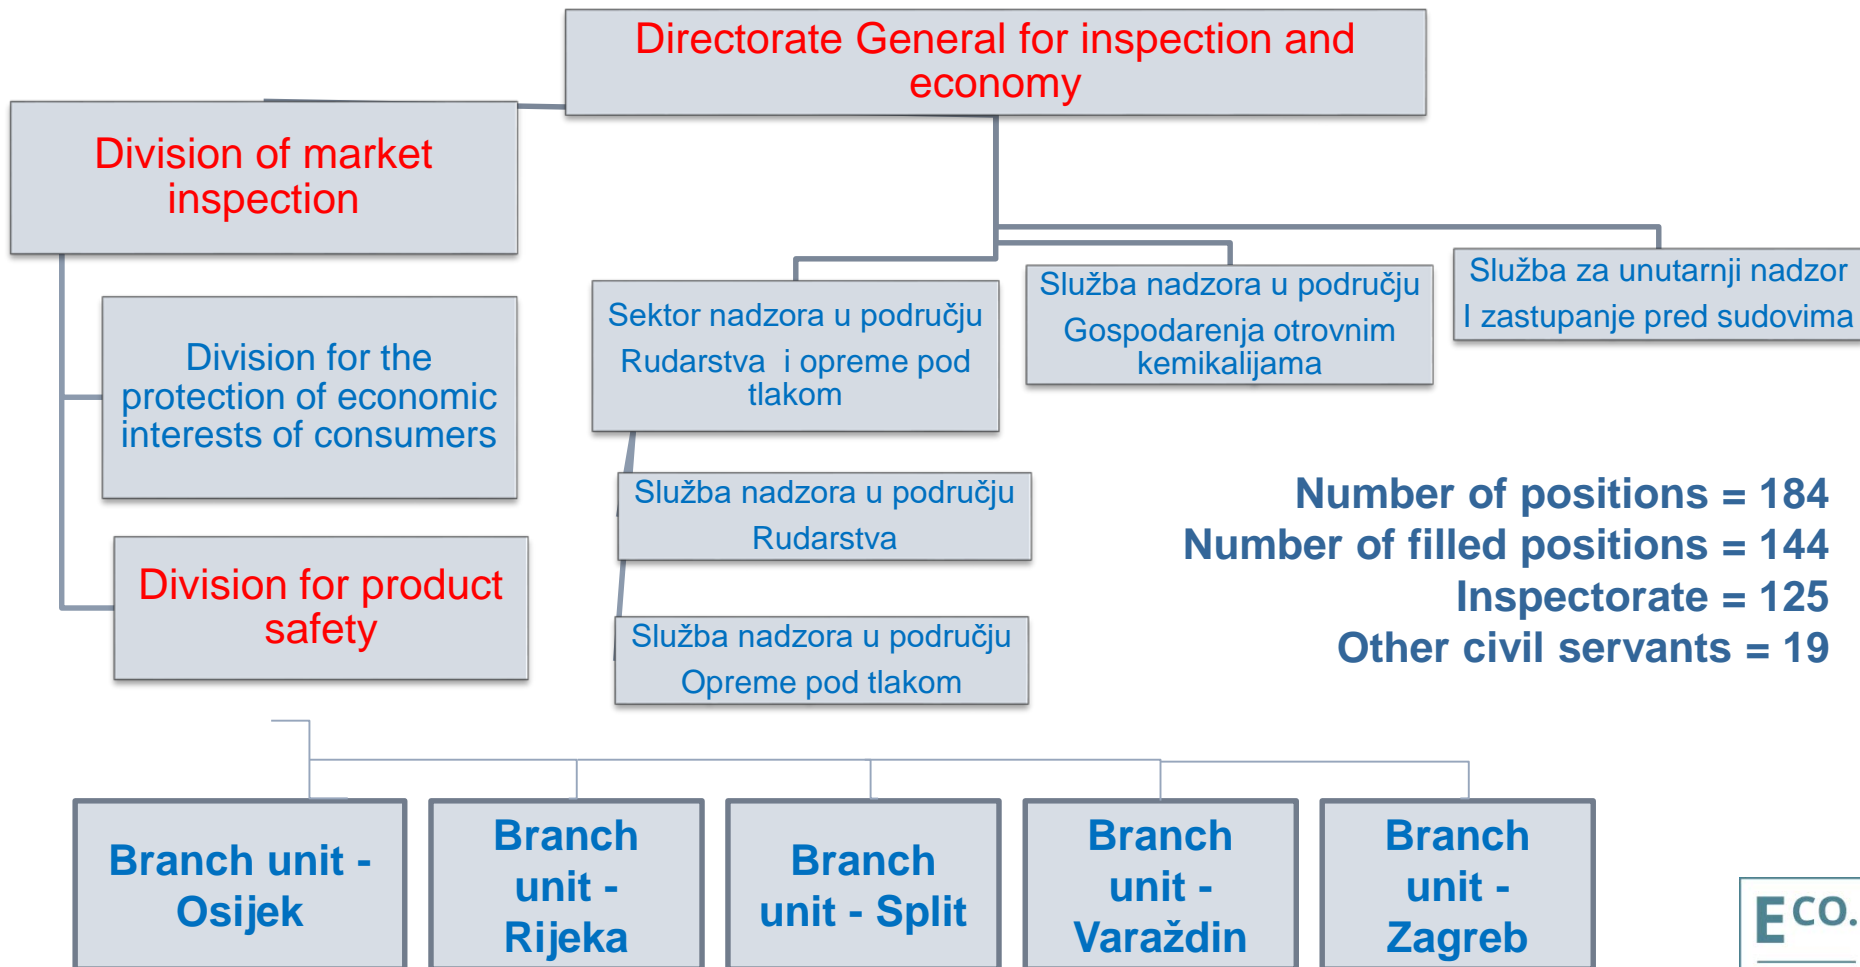 Directorate General for inspection and
economy
Division of market
inspection
Division for the
protection of economic
interests of consumers
Division for product
safety
Sektor nadzora u području
Rudarstva i opreme pod
tlakom
Služba nadzora u području
Rudarstva
Služba nadzora u području
Opreme pod tlakom
Služba nadzora u području
Gospodarenja otrovnim
kemikalijama
Služba za unutarnji nadzor
I zastupanje pred sudovima
Number of positions = 184
Number of filled positions = 144
Inspectorate = 125
Other civil servants = 19
Branch unit -
Osijek
Branch
unit -
Rijeka
Branch
unit - Split
Branch
unit -
Varaždin
Branch
unit -
Zagreb
ECO.